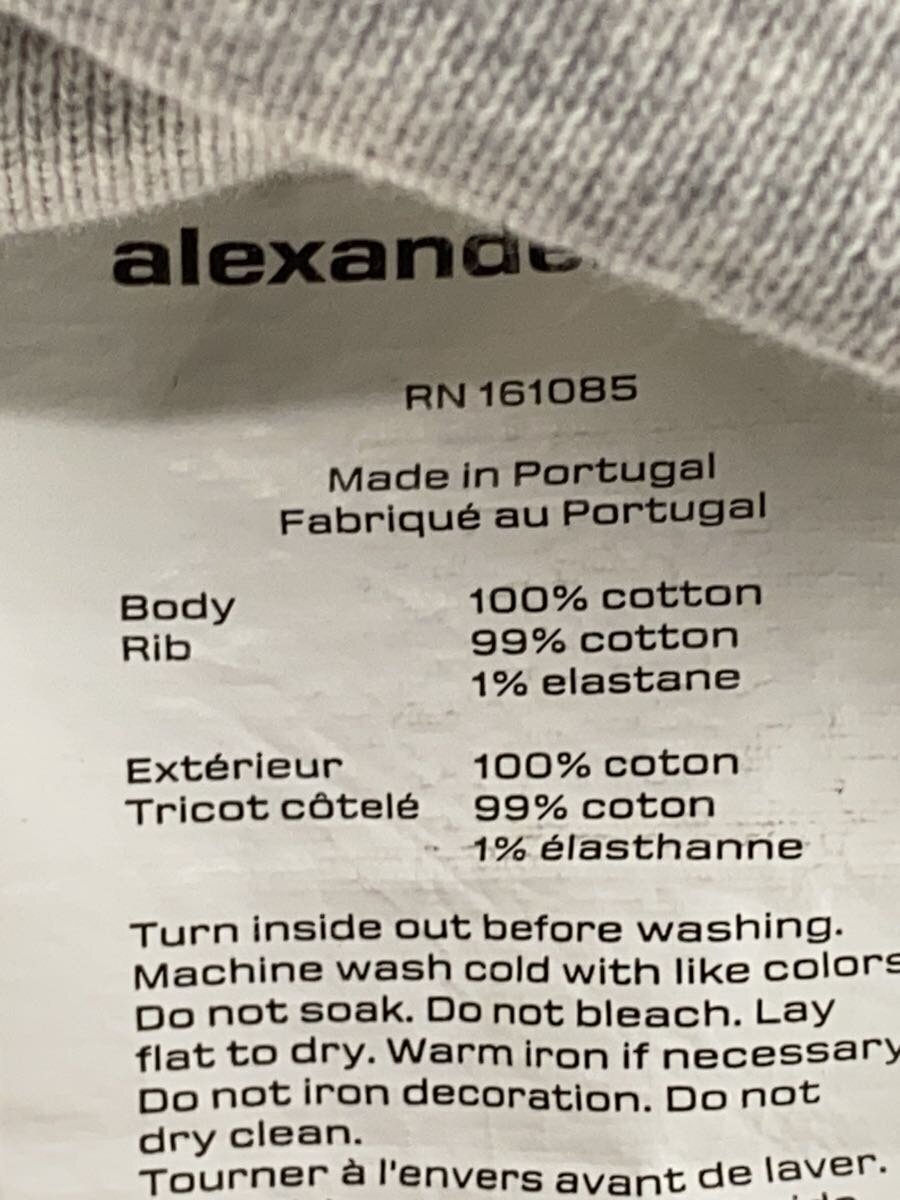 RN 161085
Made in Portugal
Fabriqué au Portugal
Body 100% cotton
Rib 99% cotton
1% elastane
Extérieur 100% coton
Tricot côtelé 99% coton
1% élasthanne
Turn inside out before washing.
Machine wash cold with like colors
Do not soak. Do not bleach. Lay
flat to dry. Warm iron if necessary
Do not iron decoration. Do not
dry clean.
Tourner à l'envers avant de laver.